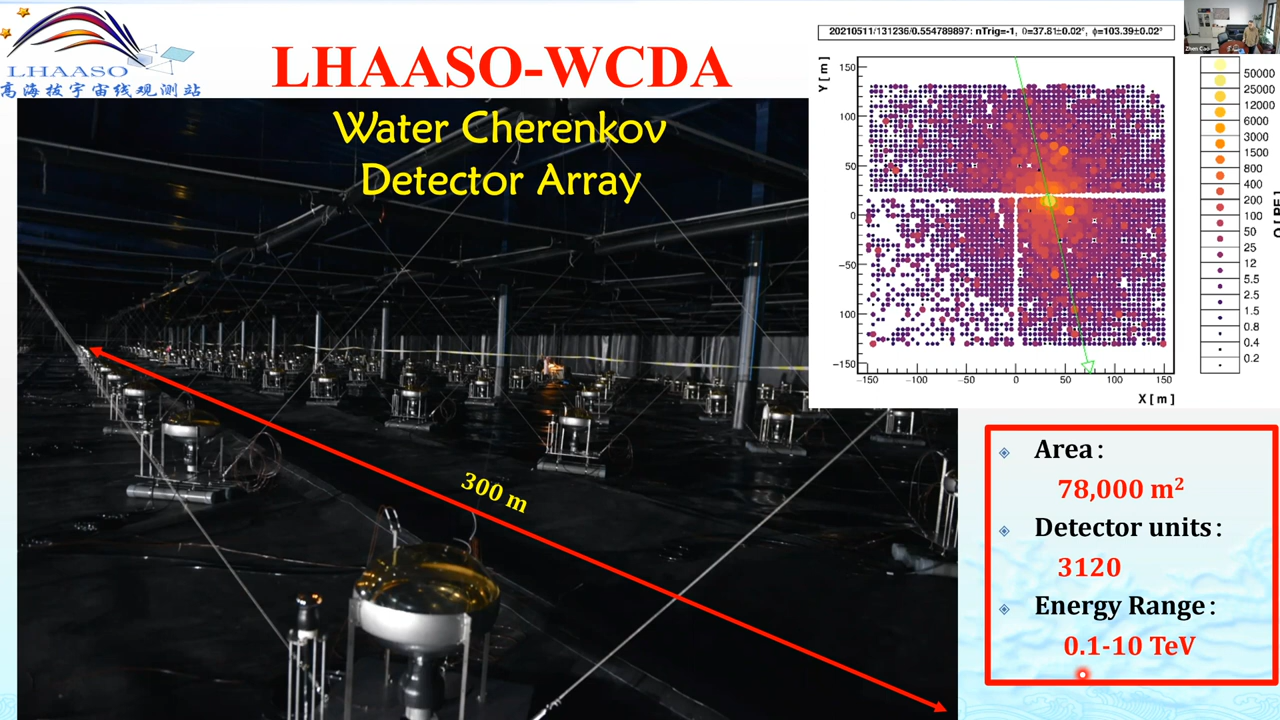 LHAASO
高海拔宇宙线观测站
LHAASO-WCDA
Water Cherenkov
Detector Array
300 m
20210511/131236/0.554789897: nTrig=-1, θ=37.81±0.02°, ϕ=103.39±0.02°
Zhen Cao
Y [ m ]
150
100
50
0
−50
100
−150
−150
−100
−50
0
50
100
150
X [ m ]
50000
25000
12000
6000
3000
1500
800
400
200
100
50
25
12
5.5
2.5
1.5
0.8
0.4
0.2
Area:
78,000 m²
Detector units:
3120
Energy Range:
0.1-10 TeV